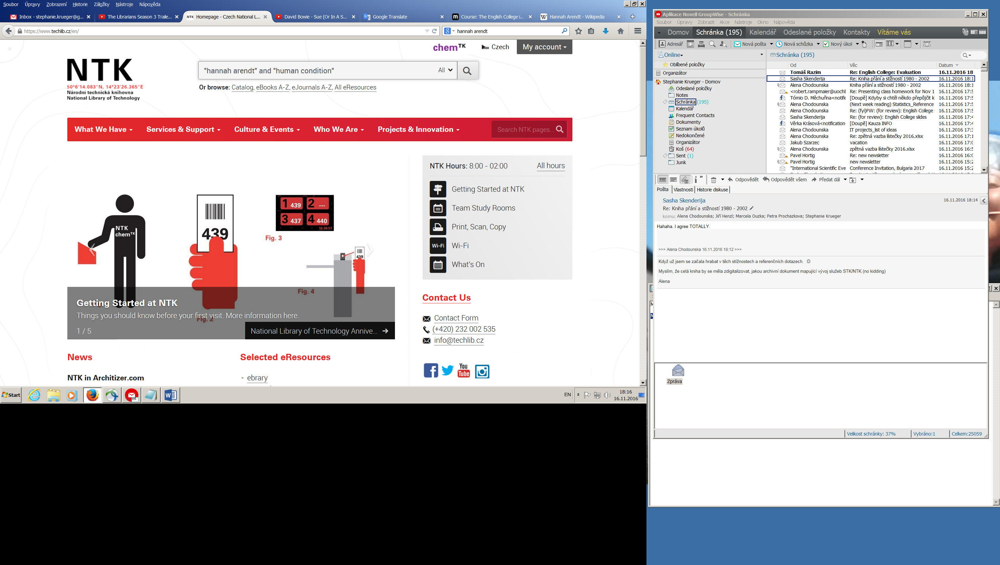 Soubor Úpravy Zobrazení Historie Záložky Nástroje Nápověda
Inbox - stephanie.krueger@g...
The Librarians Season 3 Traile...
NTK Homepage - Czech National L...
David Bowie - Sue (Or In A S...
Google Translate
Course: The English College i...
Hannah Arendt - Wikipedia
https://www.techlib.cz/en/
hannah arendt
chemTK
Czech
My account
NTK
50°6'14.083"N, 14°23'26.365"E
Národní technická knihovna
National Library of Technology
"hannah arendt" and "human condition"
All
Or browse: Catalog, eBooks A-Z, eJournals A-Z, All eResources
What We Have Services & Support Culture & Events Who We Are Projects & Innovation
Search NTK pages...
NTK
chemTK
439
1 439 2 ---
3 437 4 440
16:38:57
Fig. 3
439
Fig. 4
Fig. 2
Getting Started at NTK
Things you should know before your first visit. More information here.
1 / 5
National Library of Technology Annive...
NTK Hours: 8:00 - 02:00
All hours
Getting Started at NTK
Team Study Rooms
Print, Scan, Copy
Wi-Fi
Wi-Fi
What's On
Contact Us
Contact Form
(+420) 232 002 535
info@techlib.cz
You
Tube
News
NTK in Architizer.com
Selected eResources
ebrary
Start
195
EN
18:16
16.11.2016
Aplikace Novell GroupWise - Schránka
Soubor Úpravy Zobrazit Akce Nástroje Okno Nápověda
Domov Schránka (195) Kalendář Odeslané položky Kontakty Vítáme vás
Adresář
Nová pošta
Nová schůzka
Nový úkol
Online
Oblíbené položky
Organizátor
Stephanie Krueger - Domov
Odeslané položky
Notes
Schránka (195)
Kalendář
Frequent Contacts
Dokumenty
Seznam úkolů
Nedokončené
Organizátor
Koš (64)
Sent (1)
Junk
Schránka (195)
Od Věc Datum
Tomáš Razím Re: English College: Evaluation 16.11.2016 18
Sasha Skenderija Re: Kniha přání a stížností 1980 - 2002 16.11.2016 18:1
Alena Chodounska Kniha přání a stížností 1980 - 2002 16.11.2016 18:1
<robert.rampmaier@uoch Re: Presenting class homework for Nov 1 16.11.2016 17:5
Tómio D. Měchuřina<notific [Doupě] Kdyby si chtěl někdo přepůjčit k 16.11.2016 17:5
Alena Chodounska (Next week reading) Statistics_Reference 16.11.2016 17:5
Alena Chodounska Re: (fyi)FW: (for review): English College 16.11.2016 17:5
Sasha Skenderija Re: (for review): English College slides 16.11.2016 17:4
Věrka Krásová<notification- [Doupě] Kauza INFO 16.11.2016 17:4
Alena Chodounska IT projects_list of ideas 16.11.2016 17:3
Alena Chodounska Re: zpětná vazba lístečky 2016.xlsx 16.11.2016 17:1
Jakub Szarzec vacation 16.11.2016 17:0
Alena Chodounska zpětná vazba lístečky 2016.xlsx 16.11.2016 16:5
Pavel Hortig Re: new newsletter 16.11.2016 16:0
Pavel Hortig new newsletter 16.11.2016 15:2
"International Scientific Eve Conference Invitation, Bulgaria 2017 16.11.2016 15:2
Odpovědět Odpovědět všem Předat dál
Pošta Vlastnosti Historie diskuse
Sasha Skenderija
16.11.2016 18:14
Re: Kniha přání a stížností 1980 - 2002
komu: Alena Chodounska; Jiří Henzl; Marcela Ouzka; Petra Prochazkova; Stephanie Krueger
Hahaha. I agree TOTALLY.
>>> Alena Chodounska 16.11.2016 18:12 >>>
Když už jsem se začala hrabat v těch stížnostech a referenčních dotazech. :D
Myslím, že celá kniha by se měla zdigitalizovat, jakou archivní dokument mapující vývoj služeb STK/NTK (no kidding)
Alena
Zpráva
Velikost schránky: 37%
Vybráno:1
Celkem:25059